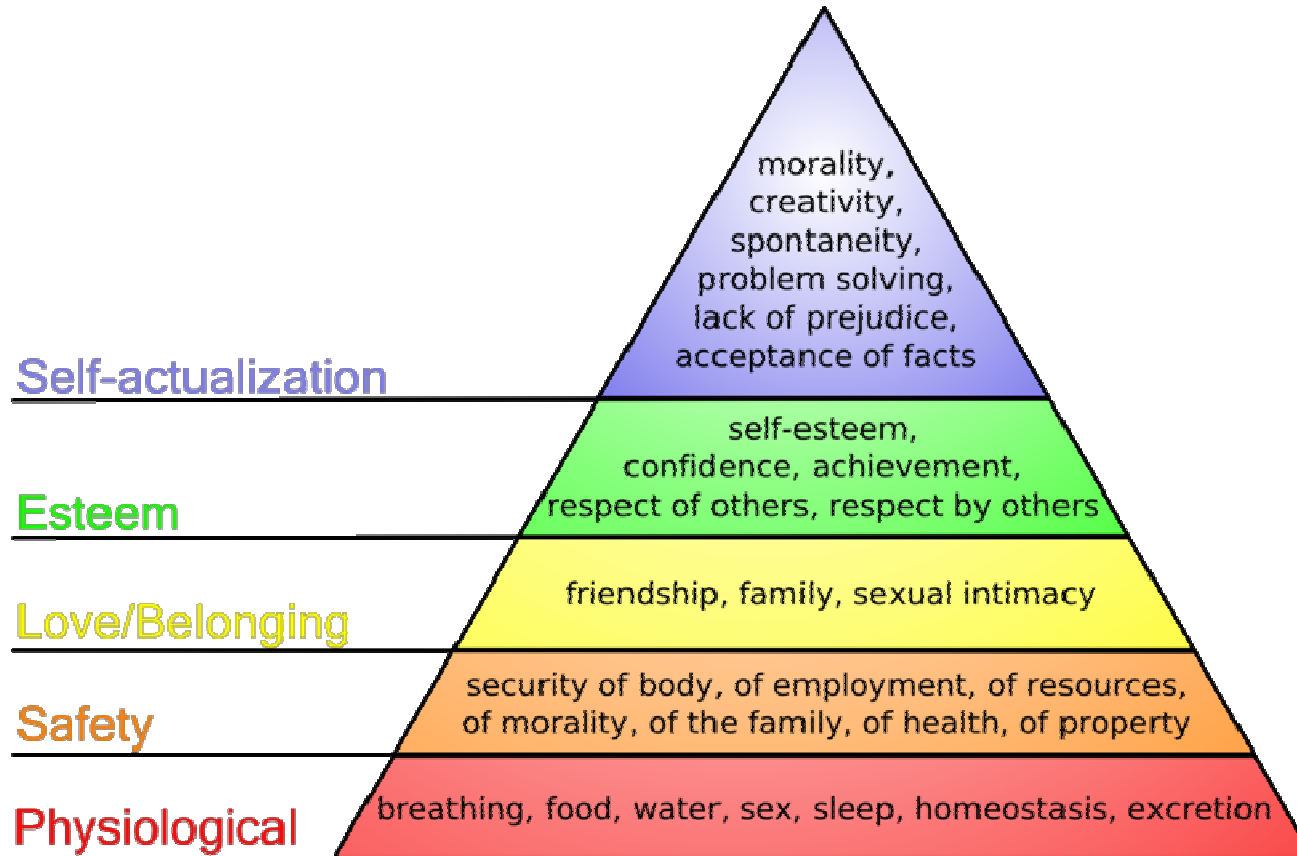 morality,
creativity,
spontaneity,
problem solving,
lack of prejudice,
acceptance of facts
Self-actualization
self-esteem,
confidence, achievement,
respect of others, respect by others
Esteem
friendship, family, sexual intimacy
Love/Belonging
security of body, of employment, of resources,
of morality, of the family, of health, of property
Safety
breathing, food, water, sex, sleep, homeostasis, excretion
Physiological